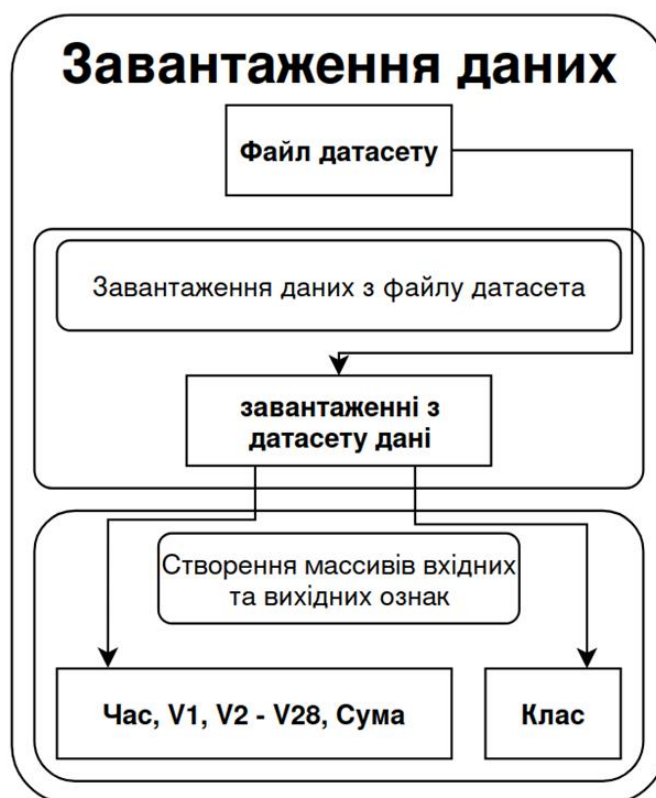 Завантаження даних
Файл датасету
Завантаження даних з файлу датасета
завантаженні з
датасету дані
Створення массивів вхідних
та вихідних ознак
Час, V1, V2 - V28, Сума
Клас